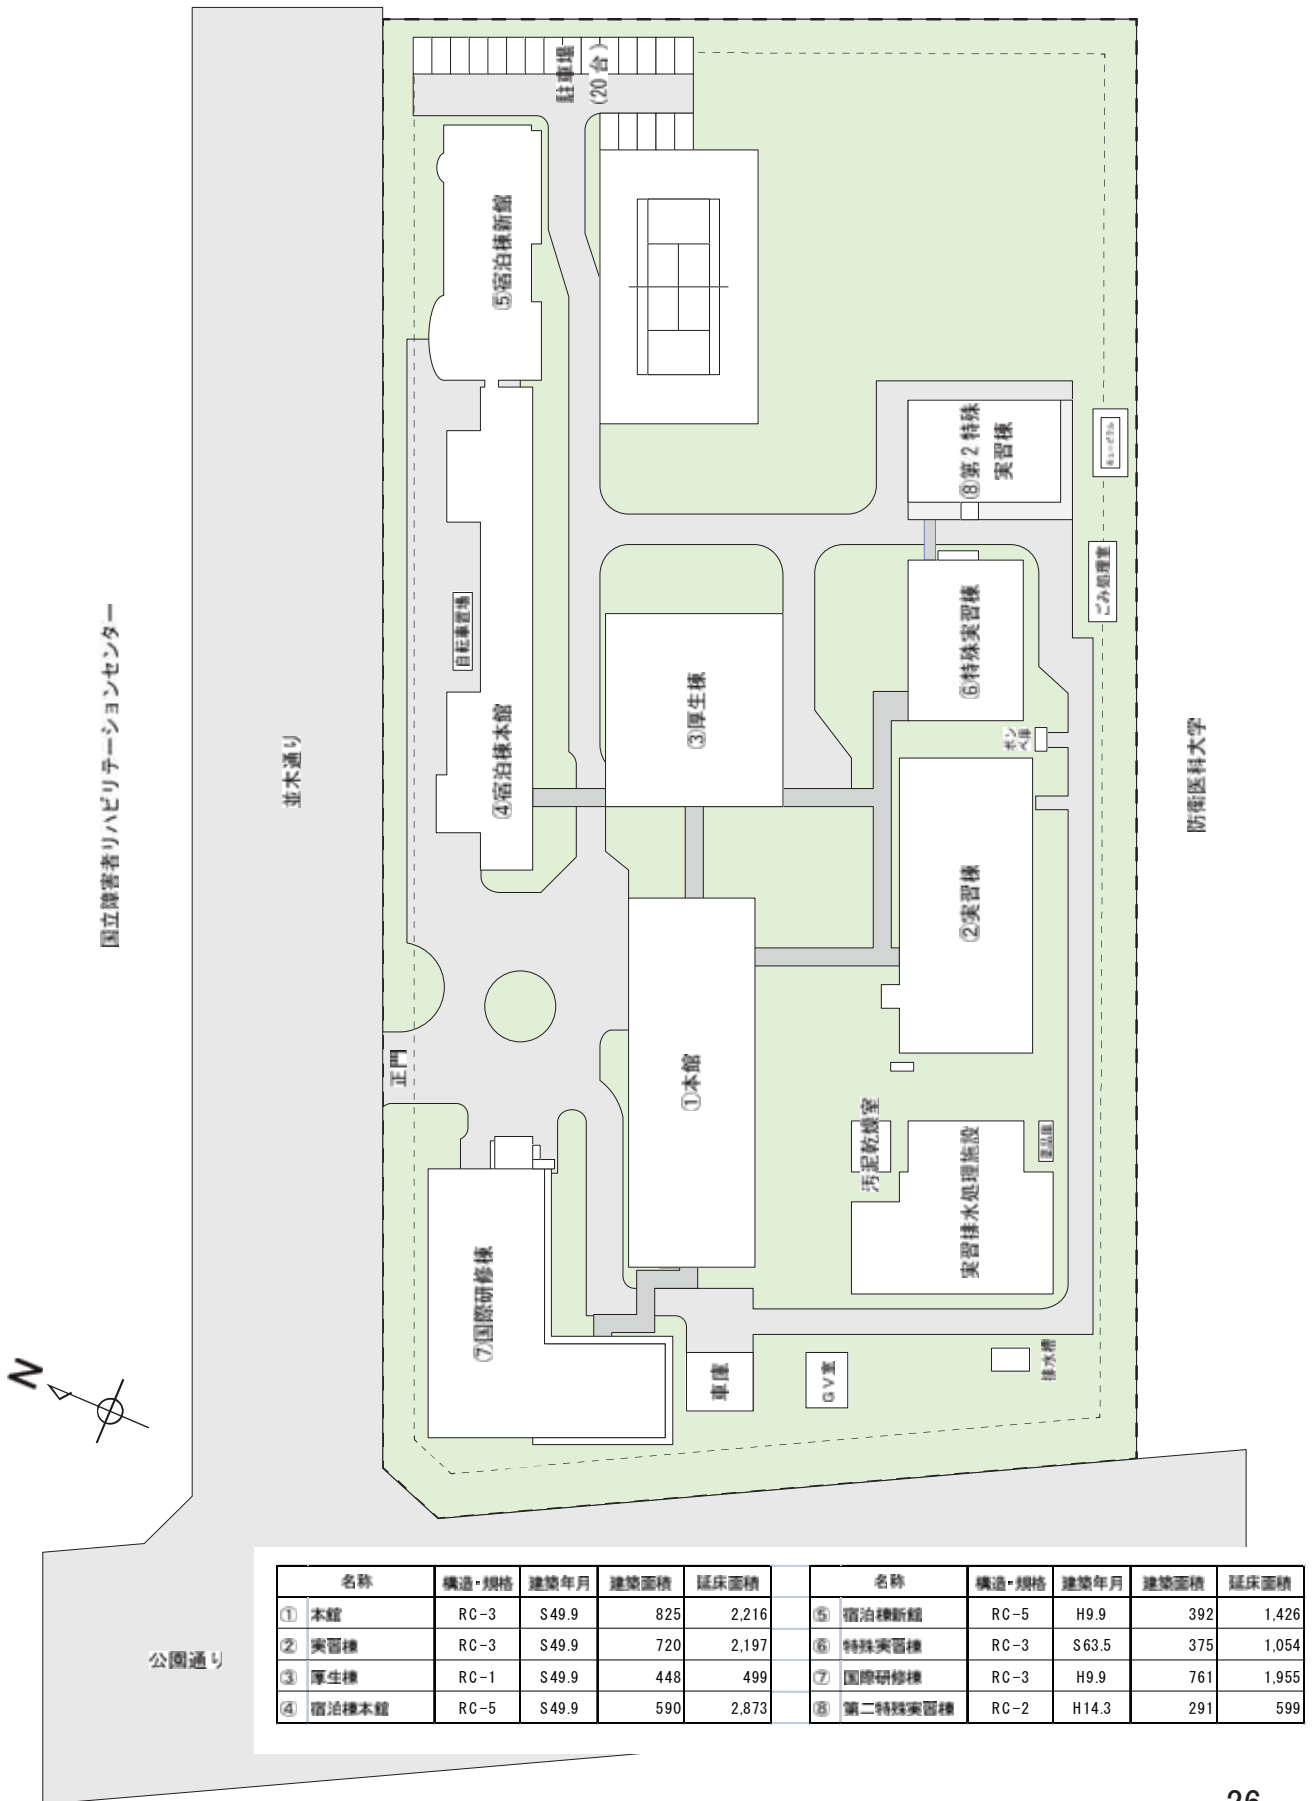 駐車場
(20台)
⑤宿泊棟新館
⑧第2特殊
実習棟
キュービクル
ごみ処理室
自転車置場
⑥特殊実習棟
③厚生棟
④宿泊棟本館
ボン
ベ庫
国立障害者リハビリテーションセンター
並木通り
防衛医科大学
②実習棟
正門
①本館
汚泥乾燥室
実習排水処理施設
薬品庫
⑦国際研修棟
車庫
GV室
排水槽
N
公園通り
名称 構造・規格 建築年月 建築面積 延床面積
① 本館 RC-3 S49.9 825 2,216
② 実習棟 RC-3 S49.9 720 2,197
③ 厚生棟 RC-1 S49.9 448 499
④ 宿泊棟本館 RC-5 S49.9 590 2,873
名称 構造・規格 建築年月 建築面積 延床面積
⑤ 宿泊棟新館 RC-5 H9.9 392 1,426
⑥ 特殊実習棟 RC-3 S63.5 375 1,054
⑦ 国際研修棟 RC-3 H9.9 761 1,955
⑧ 第二特殊実習棟 RC-2 H14.3 291 599
26